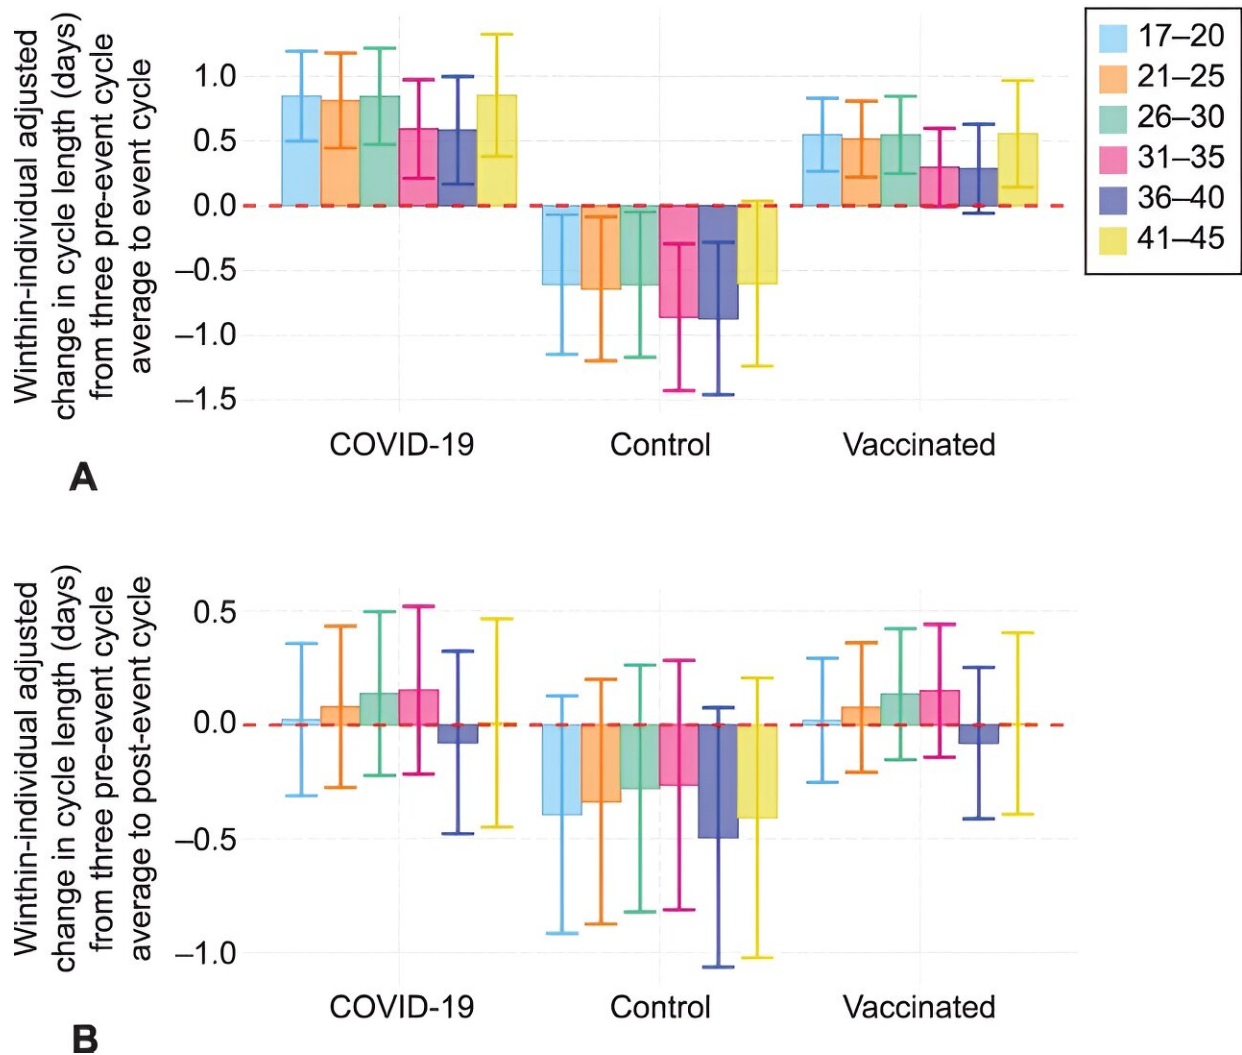 Winthin-individual adjusted
change in cycle length (days)
from three pre-event cycle
average to event cycle
1.0
0.5
0.0
–0.5
–1.0
–1.5
COVID-19
Control
Vaccinated
17–20
21–25
26–30
31–35
36–40
41–45
A
Winthin-individual adjusted
change in cycle length (days)
from three pre-event cycle
average to post-event cycle
0.5
0.0
–0.5
–1.0
COVID-19
Control
Vaccinated
B